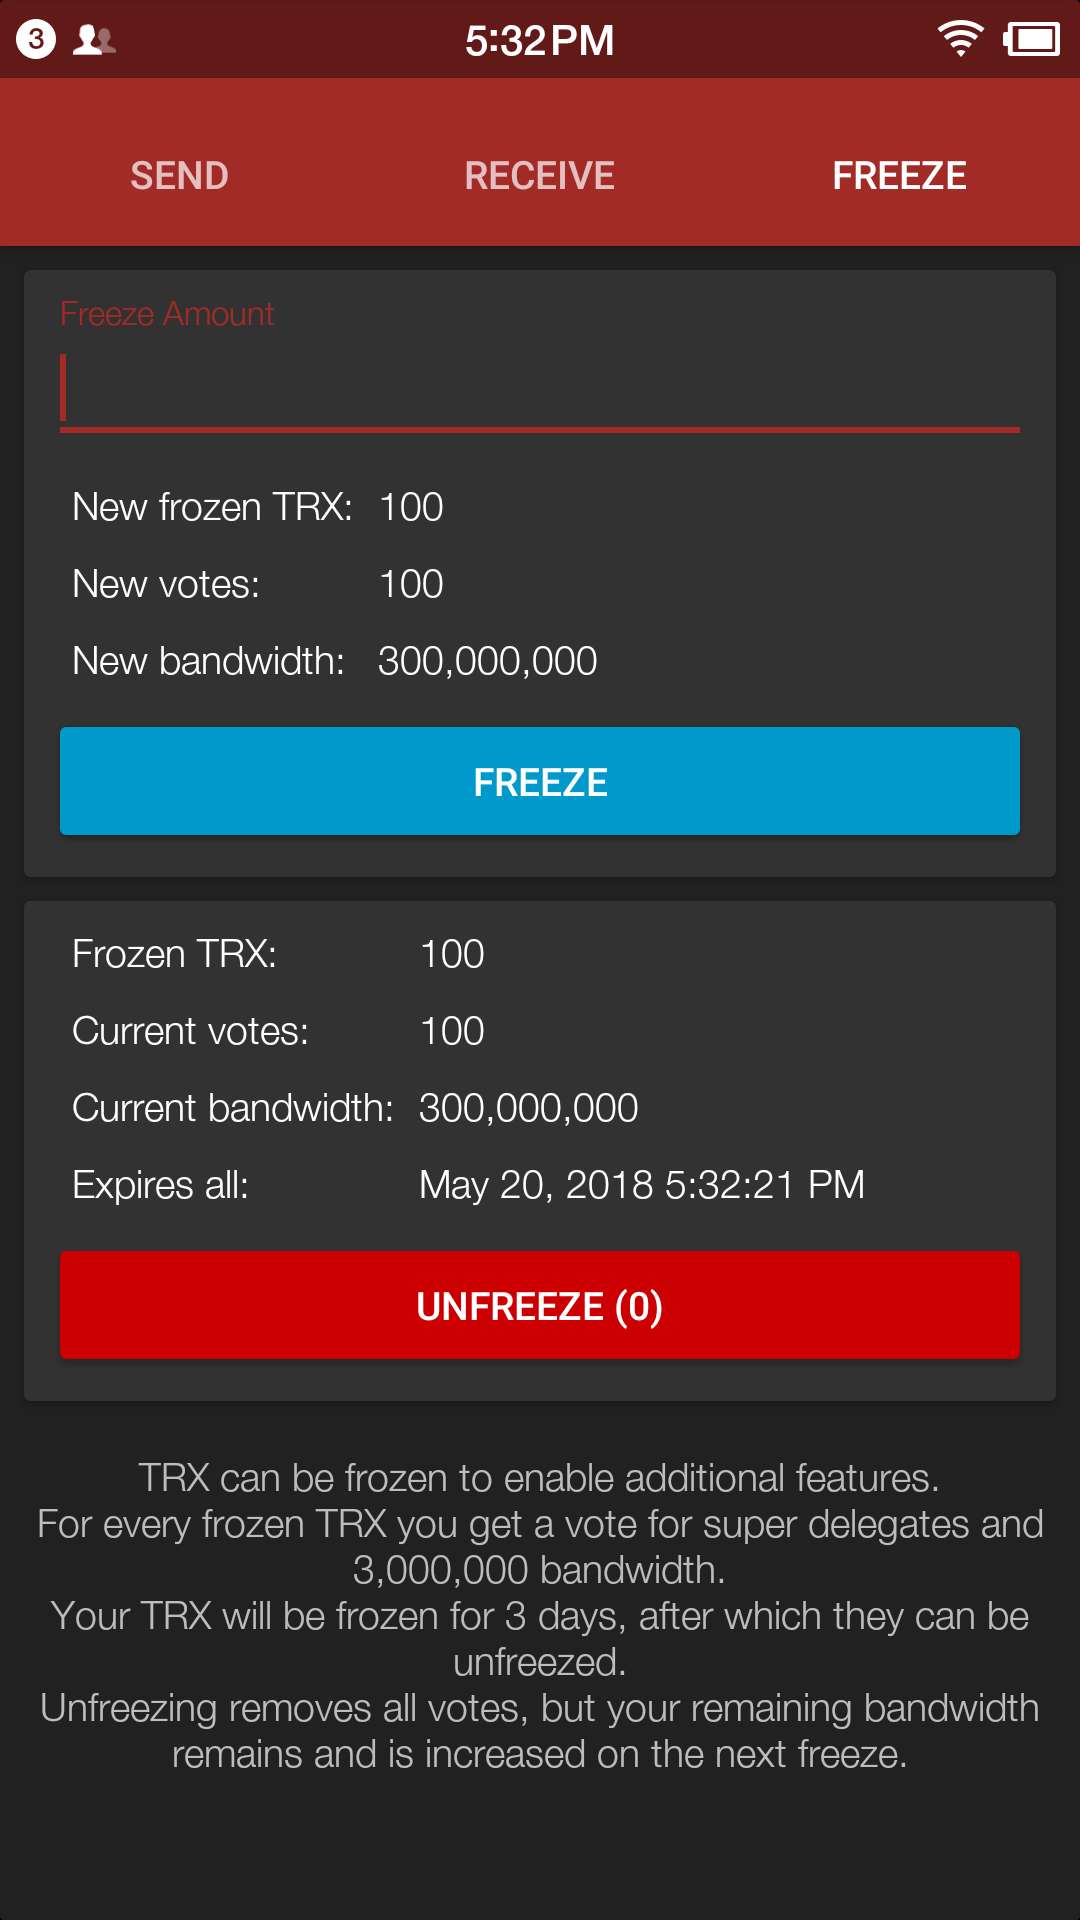 3 5:32 PM
SEND RECEIVE FREEZE
Freeze Amount
New frozen TRX: 100
New votes: 100
New bandwidth: 300,000,000
FREEZE
Frozen TRX: 100
Current votes: 100
Current bandwidth: 300,000,000
Expires all: May 20, 2018 5:32:21 PM
UNFREEZE (0)
TRX can be frozen to enable additional features.
For every frozen TRX you get a vote for super delegates and
3,000,000 bandwidth.
Your TRX will be frozen for 3 days, after which they can be
unfreezed.
Unfreezing removes all votes, but your remaining bandwidth
remains and is increased on the next freeze.